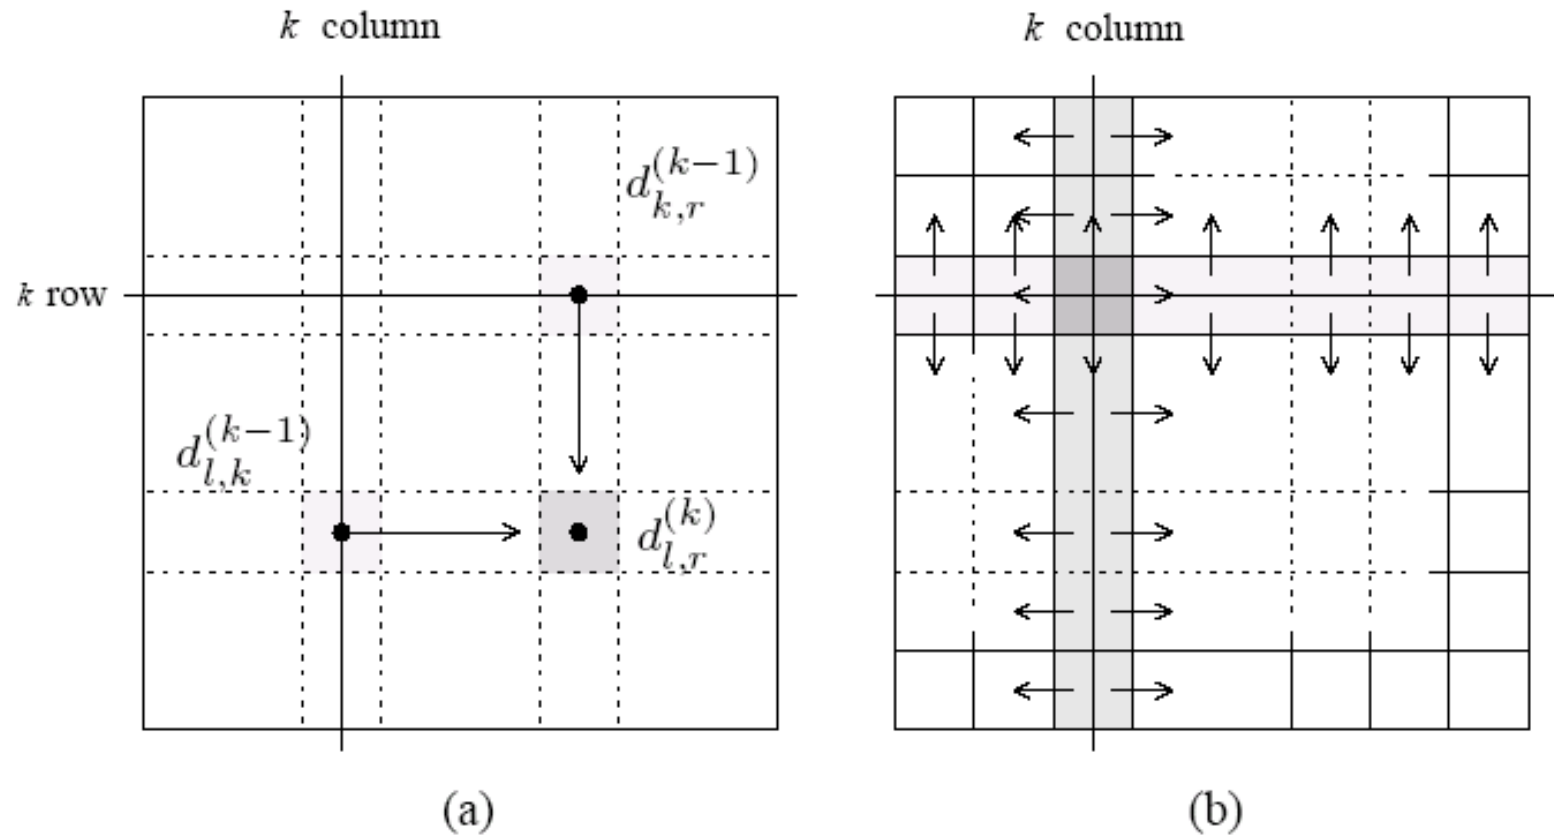 k column
k column
d_{k,r}^{(k-1)}
k row
d_{l,k}^{(k-1)}
d_{l,r}^{(k)}
(a)
(b)